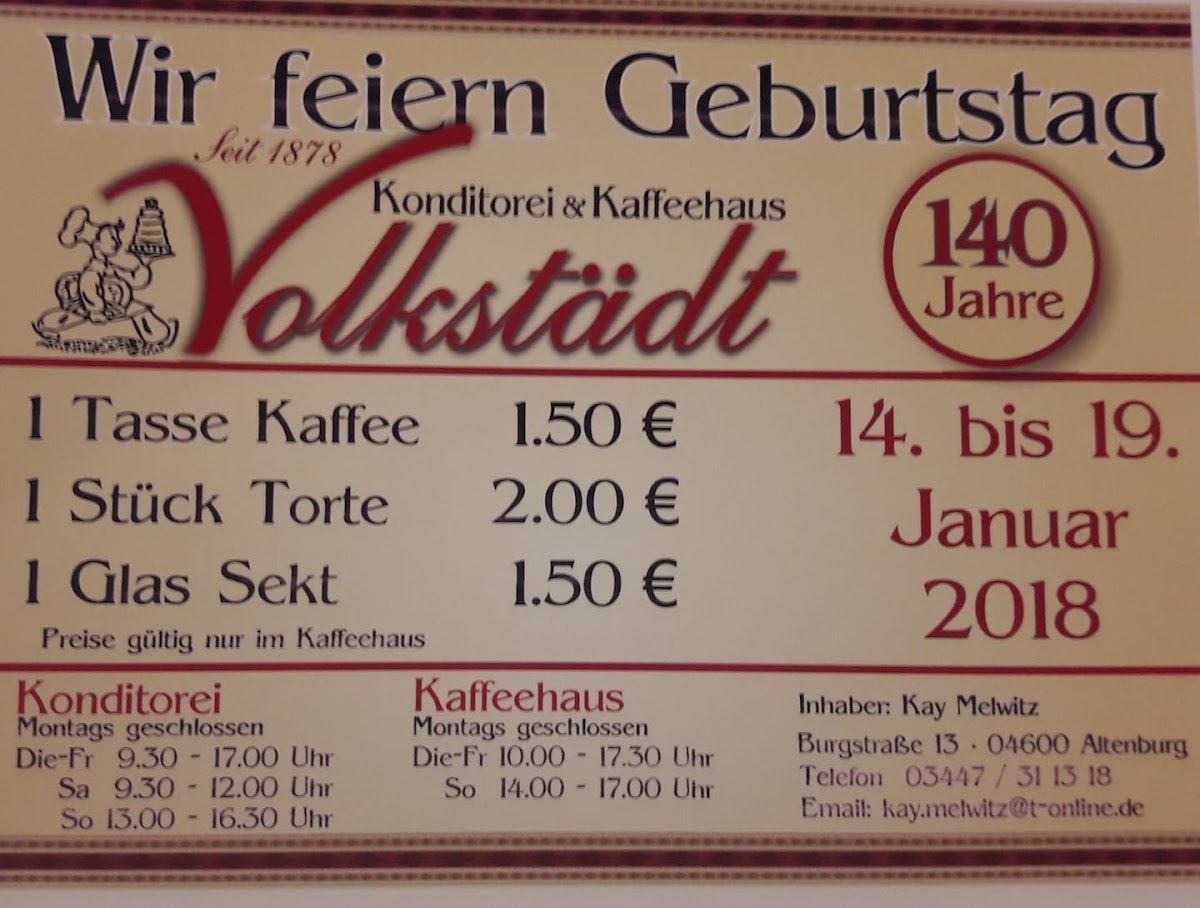 Wir feiern Geburtstag
Seit 1878
Konditorei & Kaffeehaus
Volkstädt
140
Jahre
1 Tasse Kaffee 1.50 €
1 Stück Torte 2.00 €
1 Glas Sekt 1.50 €
Preise gültig nur im Kaffeehaus
14. bis 19.
Januar
2018
Konditorei
Montags geschlossen
Die-Fr 9.30 - 17.00 Uhr
Sa 9.30 - 12.00 Uhr
So 13.00 - 16.30 Uhr
Kaffeehaus
Montags geschlossen
Die-Fr 10.00 - 17.30 Uhr
So 14.00 - 17.00 Uhr
Inhaber: Kay Melwitz
Burgstraße 13 · 04600 Altenburg
Telefon 03447 / 31 13 18
Email: kay.melwitz@t-online.de